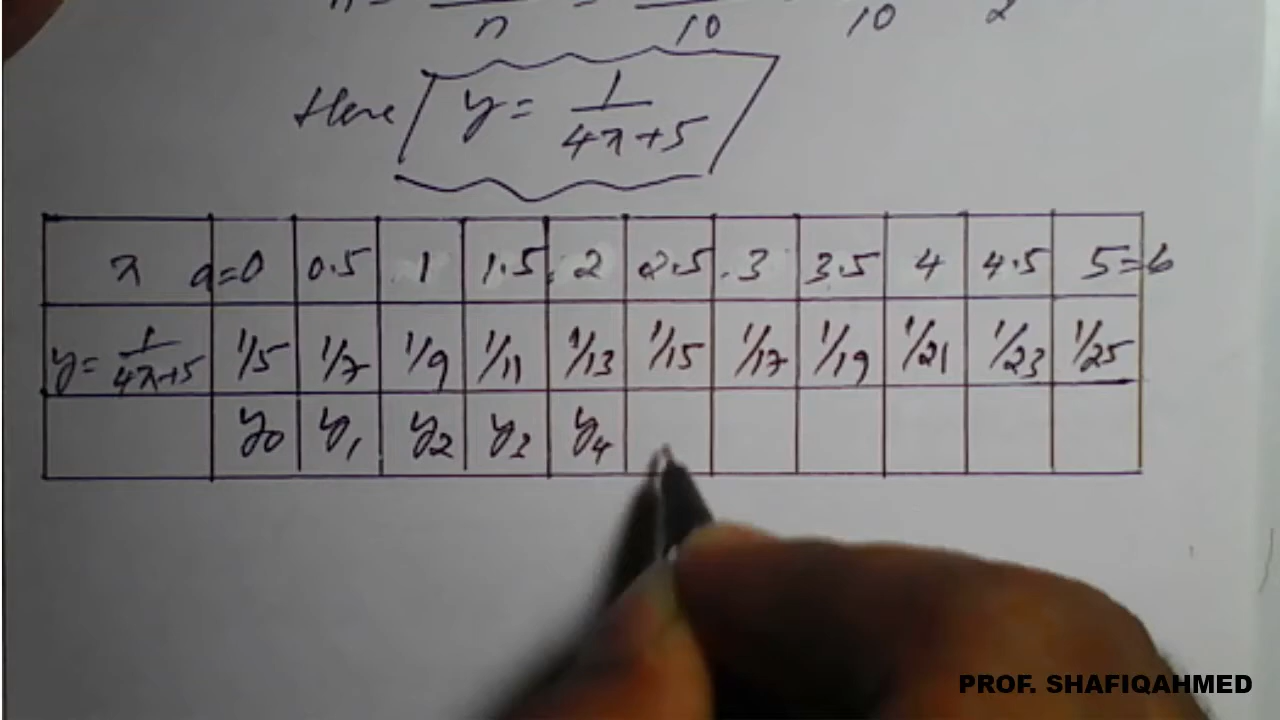 n 10 10 2
Here y = 1/4x+5
x a=0 0.5 1 1.5 2 2.5 3 3.5 4 4.5 5=b
y = 1/4x+5 1/5 1/7 1/9 1/11 1/13 1/15 1/17 1/19 1/21 1/23 1/25
y0 y1 y2 y3 y4
PROF. SHAFIQAHMED